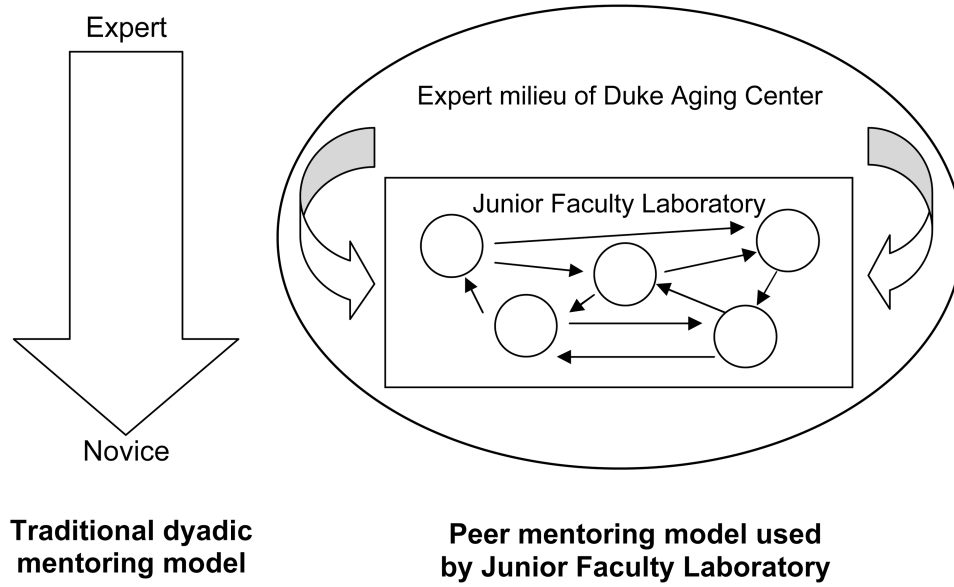 Expert
Novice
Traditional dyadic
mentoring model
Expert milieu of Duke Aging Center
Junior Faculty Laboratory
Peer mentoring model used
by Junior Faculty Laboratory